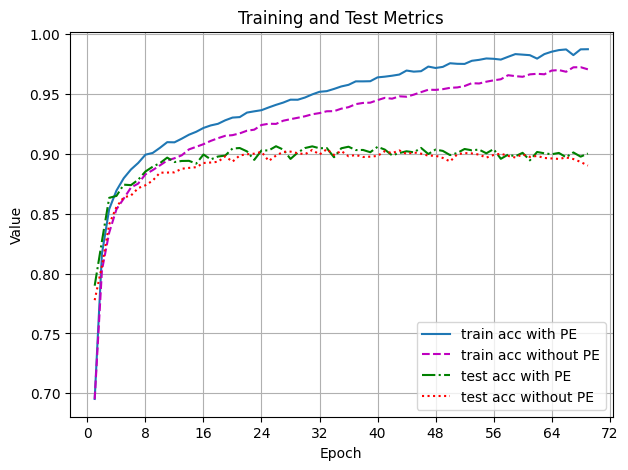 Training and Test Metrics
1.00
0.95
0.90
0.85
0.80
0.75
0.70
Value
train acc with PE
train acc without PE
test acc with PE
test acc without PE
0 8 16 24 32 40 48 56 64 72
Epoch